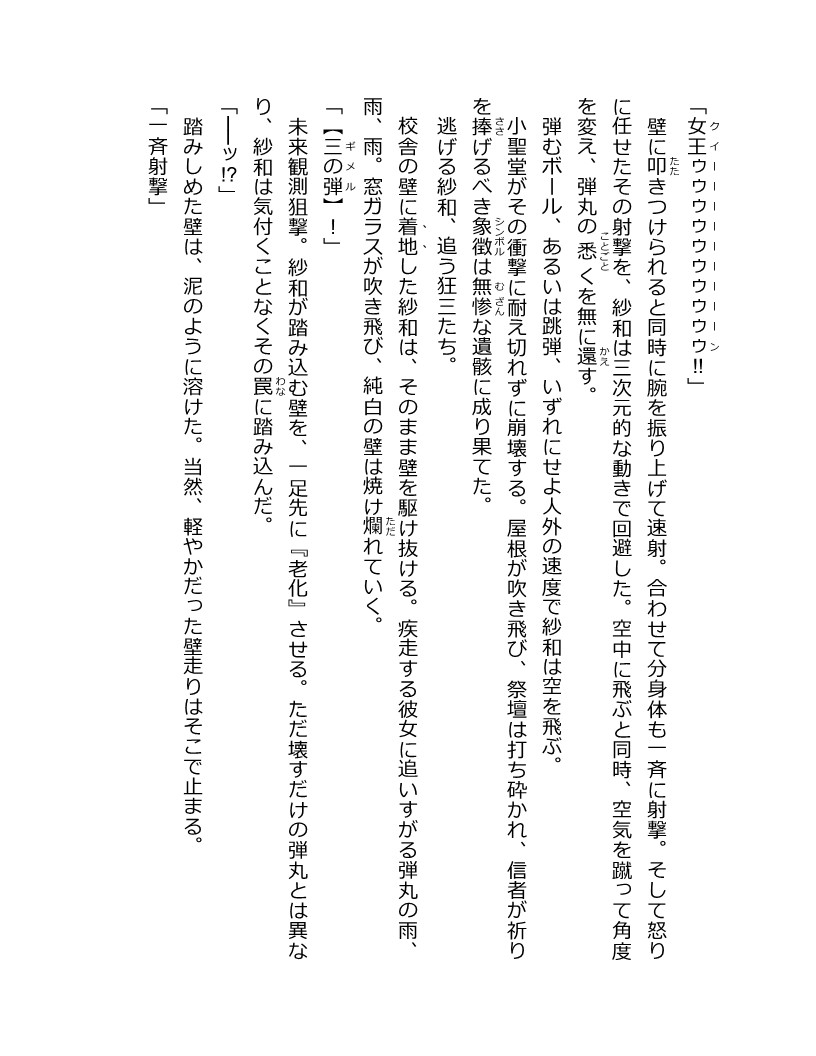 「女王ゥゥゥゥゥゥゥゥゥゥ‼」
壁に叩きつけられると同時に腕を振り上げて速射。合わせて分身体も一斉に射撃。そして怒り
に任せたその射撃を、紗和は三次元的な動きで回避した。空中に飛ぶと同時、空気を蹴って角度
を変え、弾丸の悉くを無に還す。
弾むボール、あるいは跳弾、いずれにせよ人外の速度で紗和は空を飛ぶ。
小聖堂がその衝撃に耐え切れずに崩壊する。屋根が吹き飛び、祭壇は打ち砕かれ、信者が祈り
を捧げるべき象徴は無惨な遺骸に成り果てた。
逃げる紗和、追う狂三たち。
校舎の壁に着地した紗和は、そのまま壁を駆け抜ける。疾走する彼女に追いすがる弾丸の雨、
雨、雨。窓ガラスが吹き飛び、純白の壁は焼け爛れていく。
「【三の弾】！」
未来観測狙撃。紗和が踏み込む壁を、一足先に『老化』させる。ただ壊すだけの弾丸とは異な
り、紗和は気付くことなくその罠に踏み込んだ。
「──ッ⁉」
踏みしめた壁は、泥のように溶けた。当然、軽やかだった壁走りはそこで止まる。
「一斉射撃」